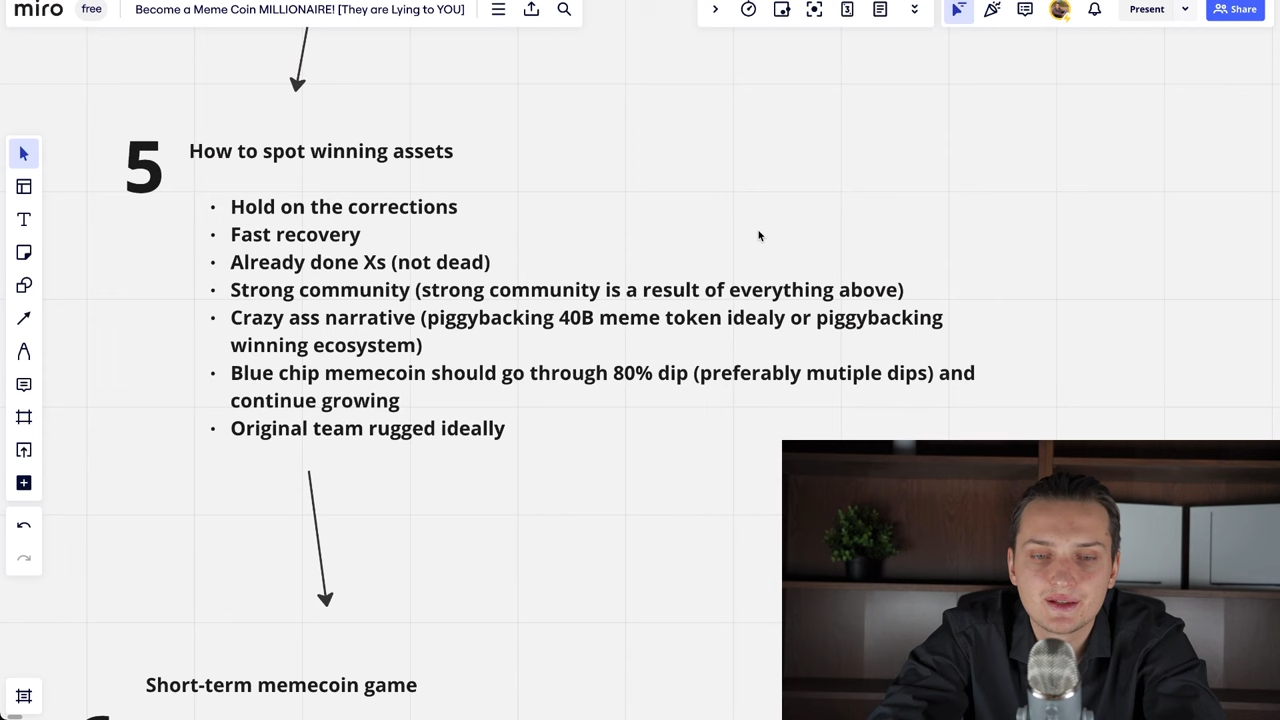 miro free Become a Meme Coin MILLIONAIRE! [They are Lying to YOU] 3 Present Share
5 How to spot winning assets
· Hold on the corrections
· Fast recovery
· Already done Xs (not dead)
· Strong community (strong community is a result of everything above)
· Crazy ass narrative (piggybacking 40B meme token idealy or piggybacking
winning ecosystem)
· Blue chip memecoin should go through 80% dip (preferably mutiple dips) and
continue growing
· Original team rugged ideally
Short-term memecoin game